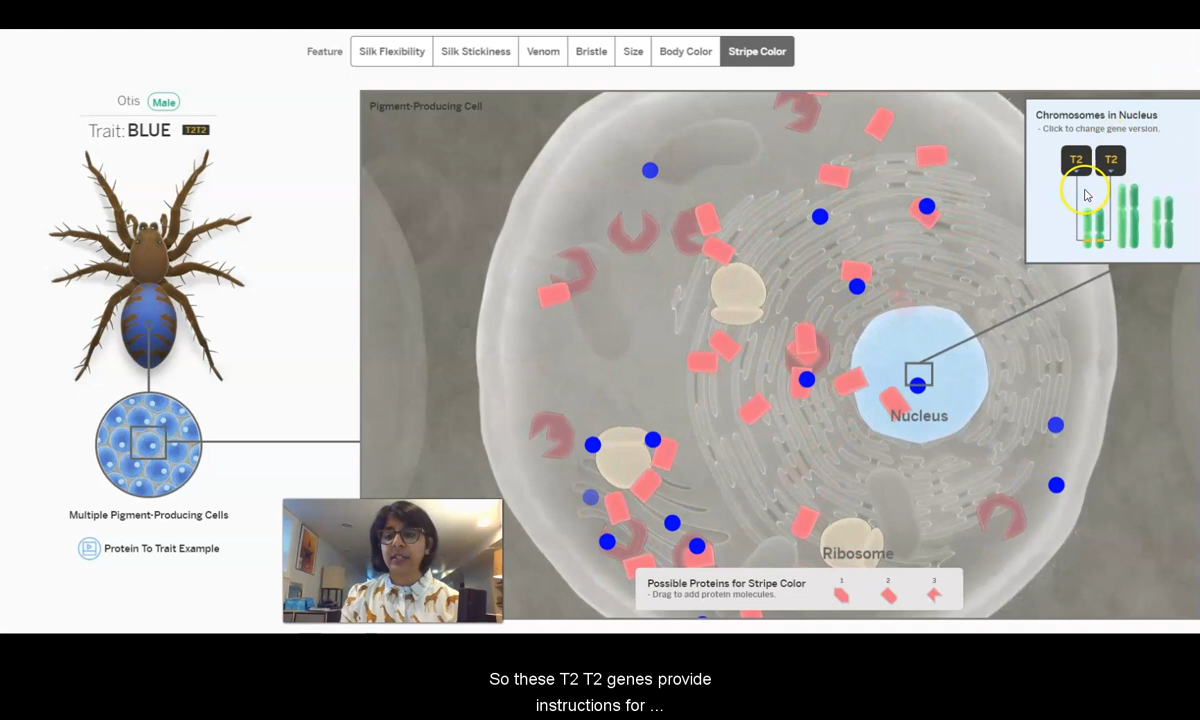 Feature Silk Flexibility Silk Stickiness Venom Bristle Size Body Color Stripe Color
Otis Male
Trait: BLUE T2T2
Pigment-Producing Cell
Chromosomes in Nucleus
- Click to change gene version.
T2 T2
Nucleus
Multiple Pigment-Producing Cells
Protein To Trait Example
Ribosome
Possible Proteins for Stripe Color
- Drag to add protein molecules.
1 2 3
So these T2 T2 genes provide
instructions for ...